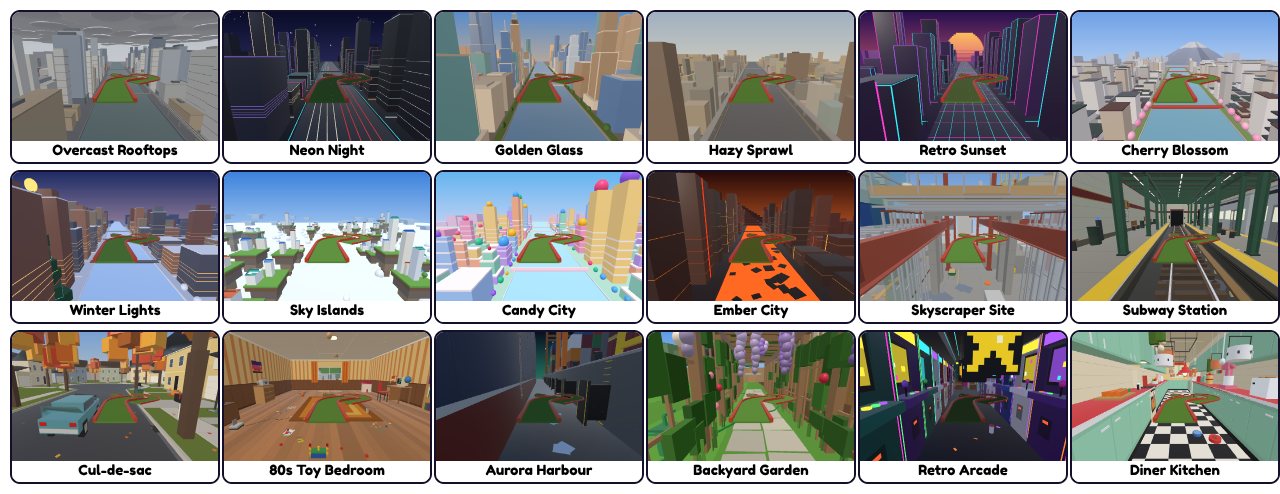 Overcast Rooftops
Neon Night
Golden Glass
Hazy Sprawl
Retro Sunset
Cherry Blossom
Winter Lights
Sky Islands
Candy City
Ember City
Skyscraper Site
Subway Station
Cul-de-sac
80s Toy Bedroom
Aurora Harbour
Backyard Garden
Retro Arcade
Diner Kitchen